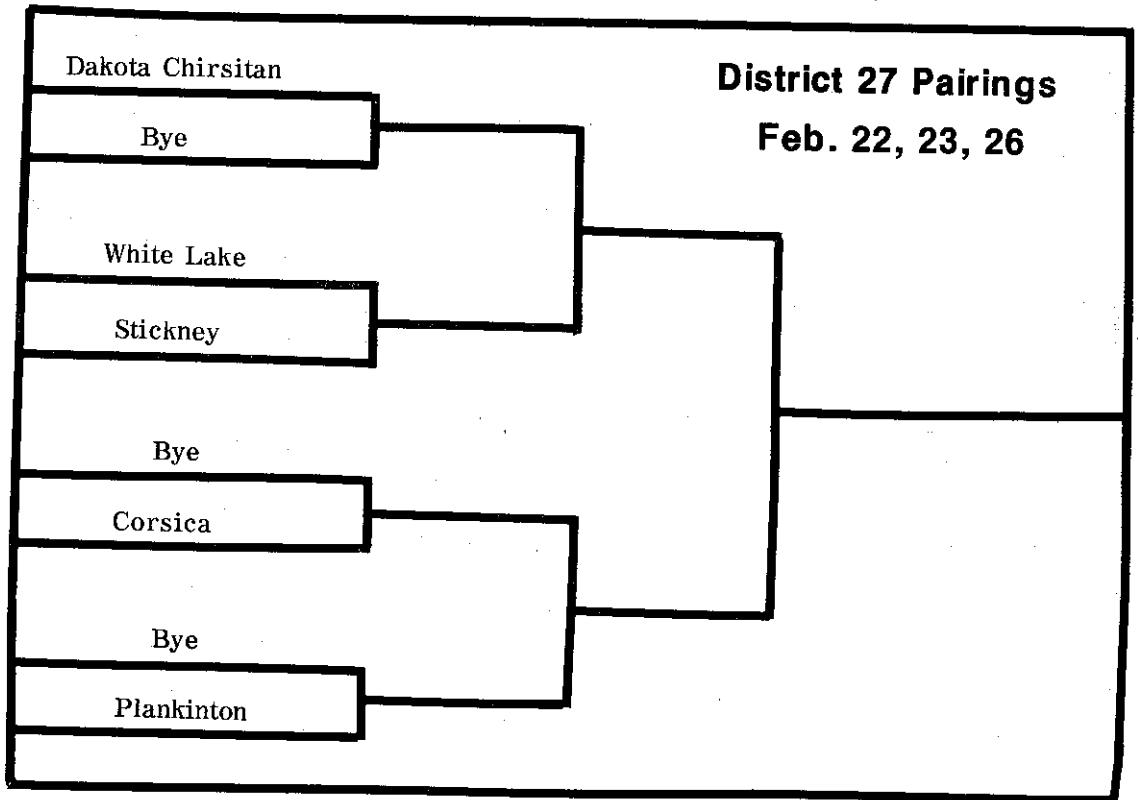 District 27 Pairings
Feb. 22, 23, 26
Dakota Chirsitan
Bye
White Lake
Stickney
Bye
Corsica
Bye
Plankinton